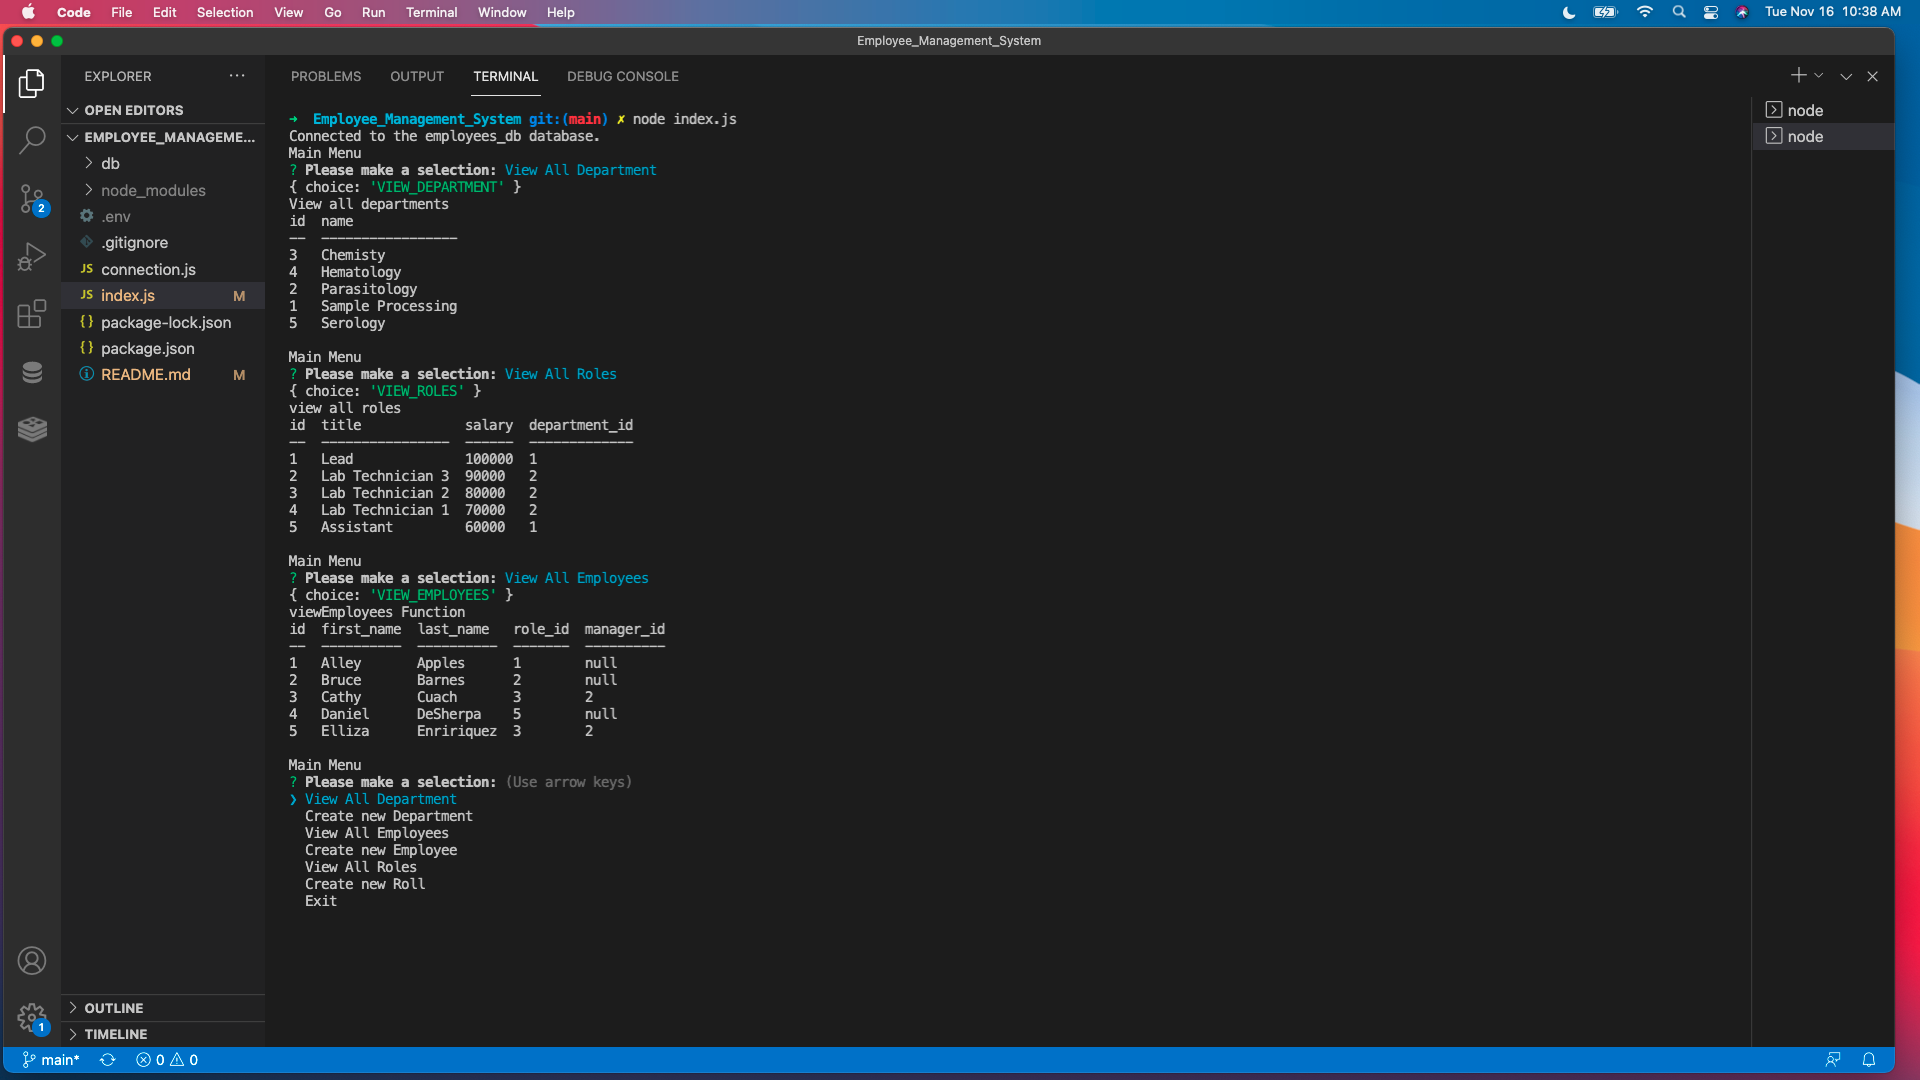 Code File Edit Selection View Go Run Terminal Window Help Tue Nov 16 10:38 AM
Employee_Management_System
EXPLORER ···
OPEN EDITORS
EMPLOYEE_MANAGEME...
db
node_modules
.env
.gitignore
JS connection.js
JS index.js M
{} package-lock.json
{} package.json
README.md M
2
1
OUTLINE
TIMELINE
PROBLEMS OUTPUT TERMINAL DEBUG CONSOLE
node
node
→ Employee_Management_System git:(main) ✗ node index.js
Connected to the employees_db database.
Main Menu
? Please make a selection: View All Department
{ choice: 'VIEW_DEPARTMENT' }
View all departments
id name
-- -----------------
3 Chemisty
4 Hematology
2 Parasitology
1 Sample Processing
5 Serology
Main Menu
? Please make a selection: View All Roles
{ choice: 'VIEW_ROLES' }
view all roles
id title salary department_id
-- ---------------- ------ -------------
1 Lead 100000 1
2 Lab Technician 3 90000 2
3 Lab Technician 2 80000 2
4 Lab Technician 1 70000 2
5 Assistant 60000 1
Main Menu
? Please make a selection: View All Employees
{ choice: 'VIEW_EMPLOYEES' }
viewEmployees Function
id first_name last_name role_id manager_id
-- ---------- ---------- ------- ----------
1 Alley Apples 1 null
2 Bruce Barnes 2 null
3 Cathy Cuach 3 2
4 Daniel DeSherpa 5 null
5 Elliza Enririquez 3 2
Main Menu
? Please make a selection: (Use arrow keys)
❯ View All Department
Create new Department
View All Employees
Create new Employee
View All Roles
Create new Roll
Exit
main* 0 0